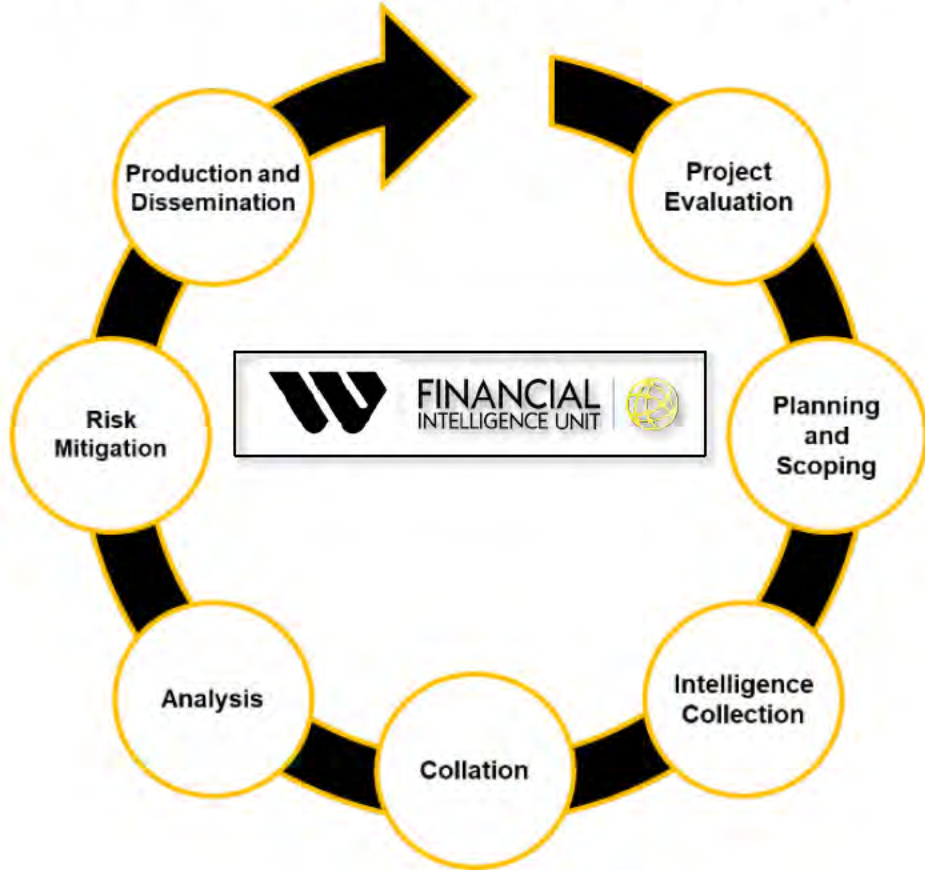 Project
Evaluation
Planning
and
Scoping
Intelligence
Collection
Collation
Analysis
Risk
Mitigation
Production and
Dissemination
FINANCIAL
INTELLIGENCE UNIT